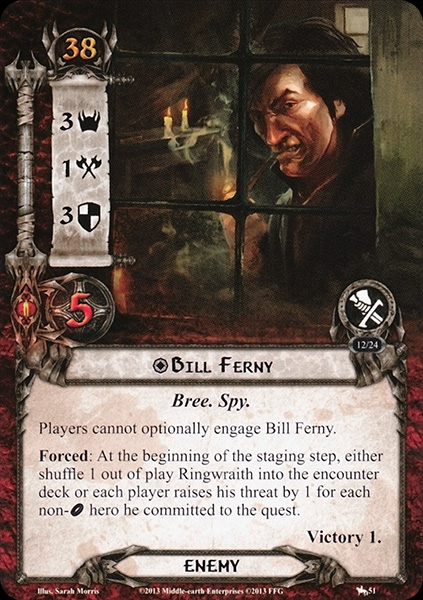 38
3
1
3
5
12/24
Bill Ferny
Bree. Spy.
Players cannot optionally engage Bill Ferny.
Forced: At the beginning of the staging step, either
shuffle 1 out of play Ringwraith into the encounter
deck or each player raises his threat by 1 for each
non- hero he committed to the quest.
Victory 1.
ENEMY
Illus. Sarah Morris ©2013 Middle-earth Enterprises ©2013 FFG 51